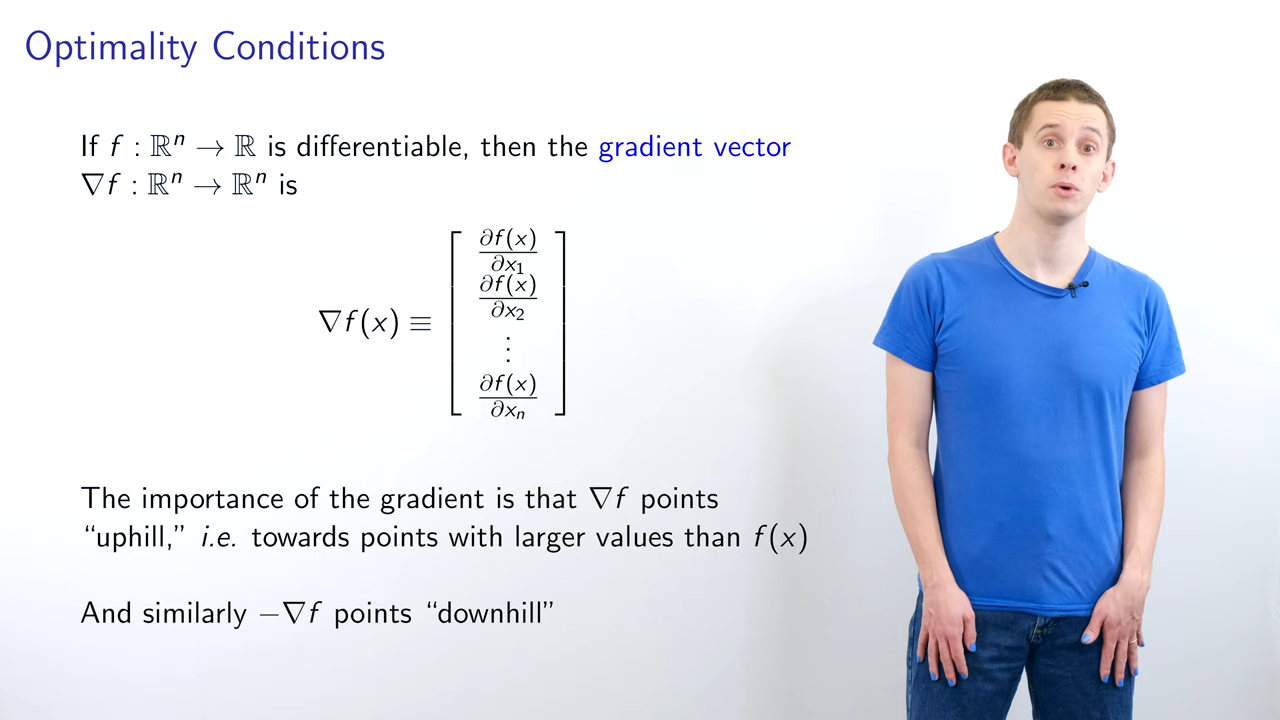 Optimality Conditions
If f : ℝⁿ → ℝ is differentiable, then the gradient vector
∇f : ℝⁿ → ℝⁿ is
∇f(x) ≡ [ ∂f(x)/∂x₁
∂f(x)/∂x₂
⋮
∂f(x)/∂xₙ ]
The importance of the gradient is that ∇f points
“uphill,” i.e. towards points with larger values than f(x)
And similarly −∇f points “downhill”